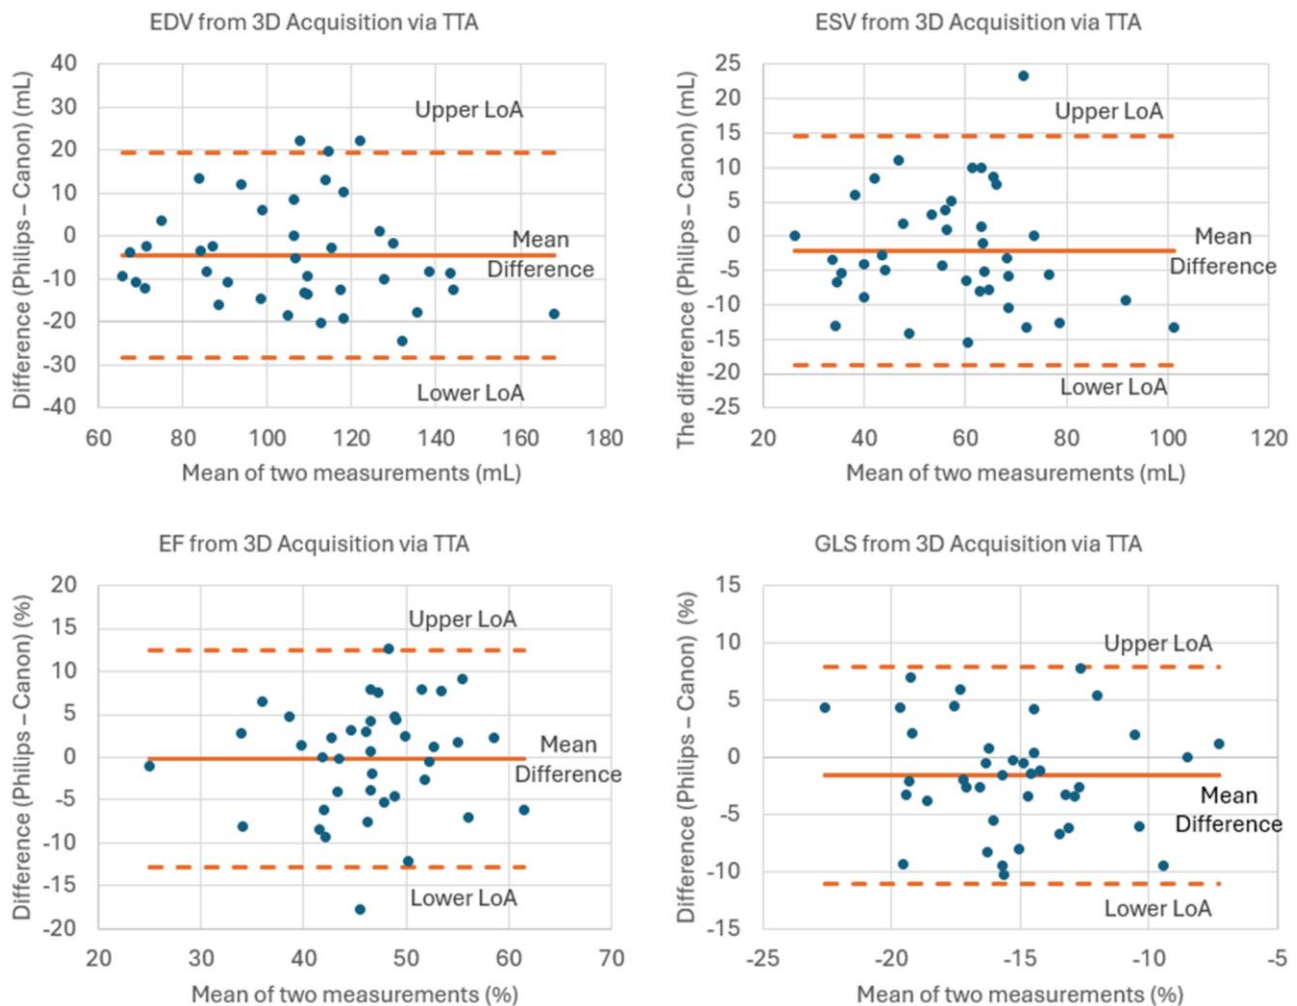 EDV from 3D Acquisition via TTA
Difference (Philips – Canon) (mL)
40
30
20
10
0
-10
-20
-30
-40
Upper LoA
Mean
Difference
Lower LoA
60 80 100 120 140 160 180
Mean of two measurements (mL)
ESV from 3D Acquisition via TTA
The difference (Philips – Canon) (mL)
25
20
15
10
5
0
-5
-10
-15
-20
-25
Upper LoA
Mean
Difference
Lower LoA
20 40 60 80 100 120
Mean of two measurements (mL)
EF from 3D Acquisition via TTA
Difference (Philips – Canon) (%)
20
15
10
5
0
-5
-10
-15
-20
Upper LoA
Mean
Difference
Lower LoA
20 30 40 50 60 70
Mean of two measurements (%)
GLS from 3D Acquisition via TTA
Difference (Philips – Canon) (%)
15
10
5
0
-5
-10
-15
Upper LoA
Mean
Difference
Lower LoA
-25 -20 -15 -10 -5
Mean of two measurements (%)